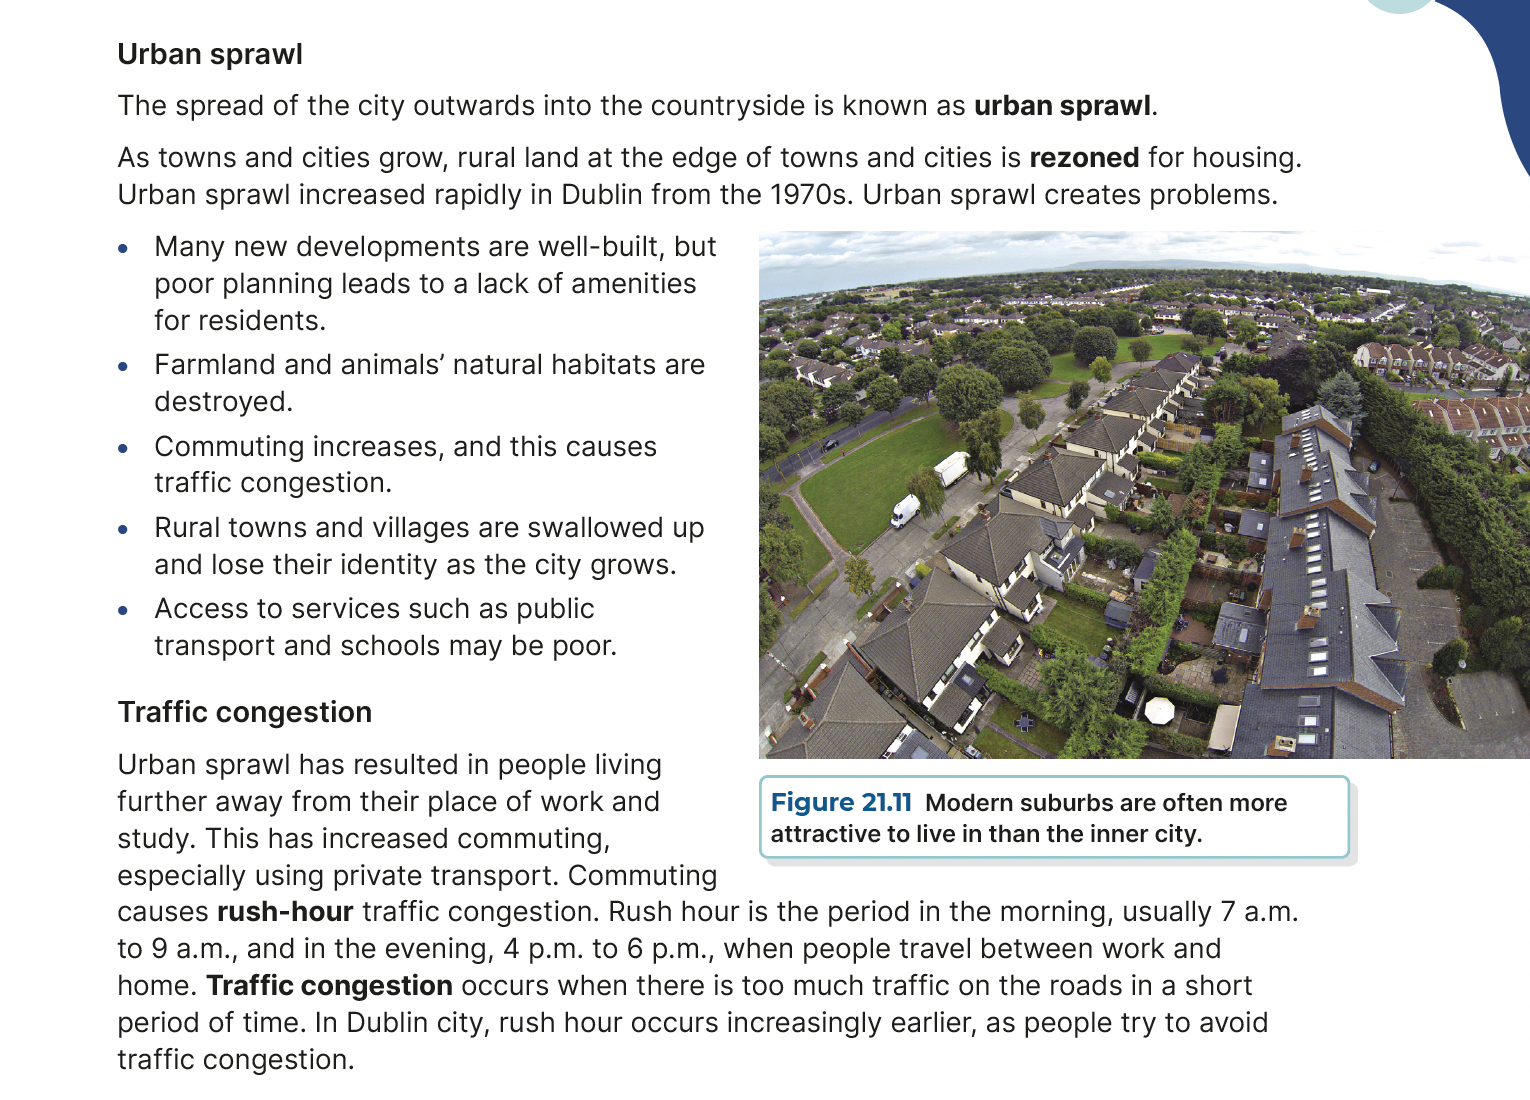 Urban sprawl
The spread of the city outwards into the countryside is known as urban sprawl.
As towns and cities grow, rural land at the edge of towns and cities is rezoned for housing.
Urban sprawl increased rapidly in Dublin from the 1970s. Urban sprawl creates problems.
• Many new developments are well-built, but
poor planning leads to a lack of amenities
for residents.
• Farmland and animals’ natural habitats are
destroyed.
• Commuting increases, and this causes
traffic congestion.
• Rural towns and villages are swallowed up
and lose their identity as the city grows.
• Access to services such as public
transport and schools may be poor.
Figure 21.11 Modern suburbs are often more
attractive to live in than the inner city.
Traffic congestion
Urban sprawl has resulted in people living
further away from their place of work and
study. This has increased commuting,
especially using private transport. Commuting
causes rush-hour traffic congestion. Rush hour is the period in the morning, usually 7 a.m.
to 9 a.m., and in the evening, 4 p.m. to 6 p.m., when people travel between work and
home. Traffic congestion occurs when there is too much traffic on the roads in a short
period of time. In Dublin city, rush hour occurs increasingly earlier, as people try to avoid
traffic congestion.